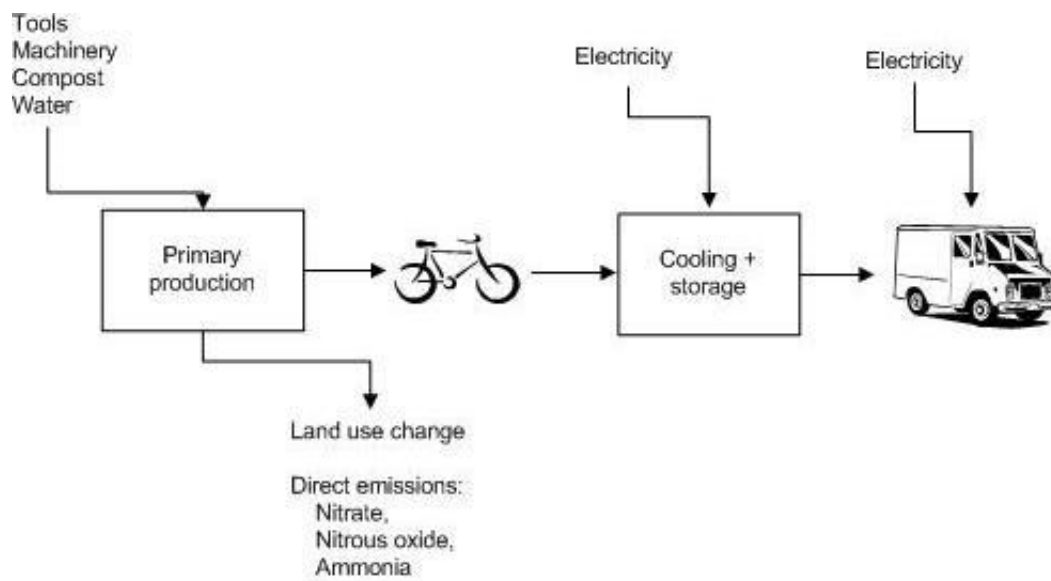 Tools
Machinery
Compost
Water
Electricity
Electricity
Primary
production
Cooling +
storage
Land use change
Direct emissions:
Nitrate,
Nitrous oxide,
Ammonia